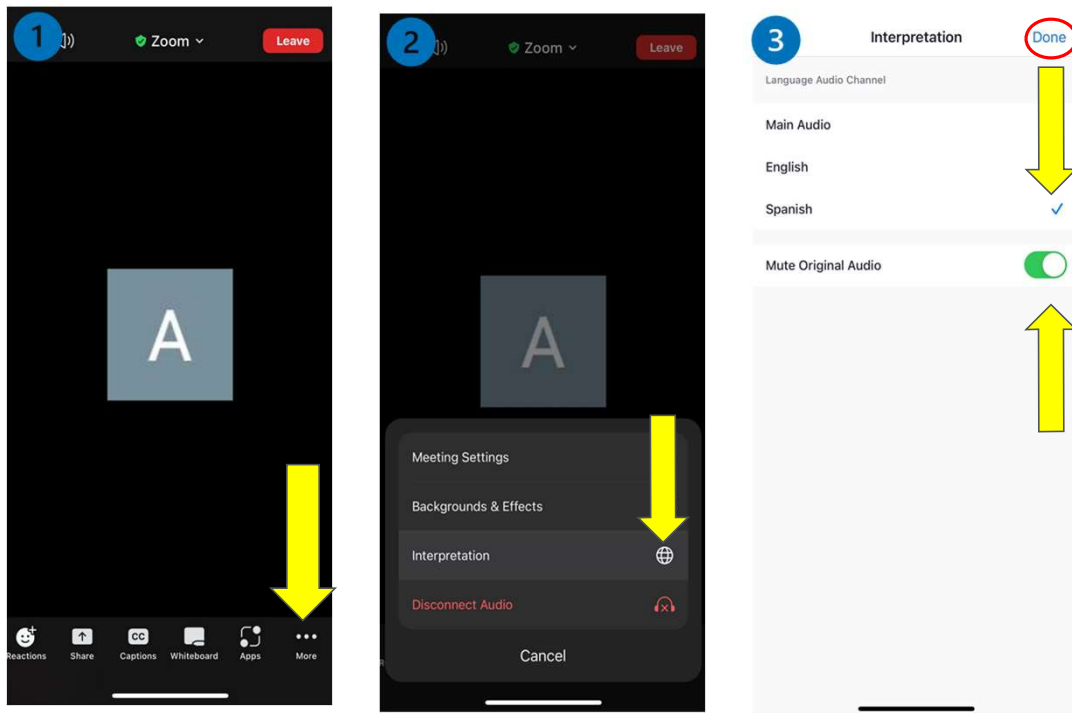 1
Zoom
Leave
A
Reactions Share CC Captions Whiteboard Apps More
2
Zoom
Leave
A
Meeting Settings
Backgrounds & Effects
Interpretation
Disconnect Audio
Cancel
3
Interpretation Done
Language Audio Channel
Main Audio
English
Spanish
Mute Original Audio